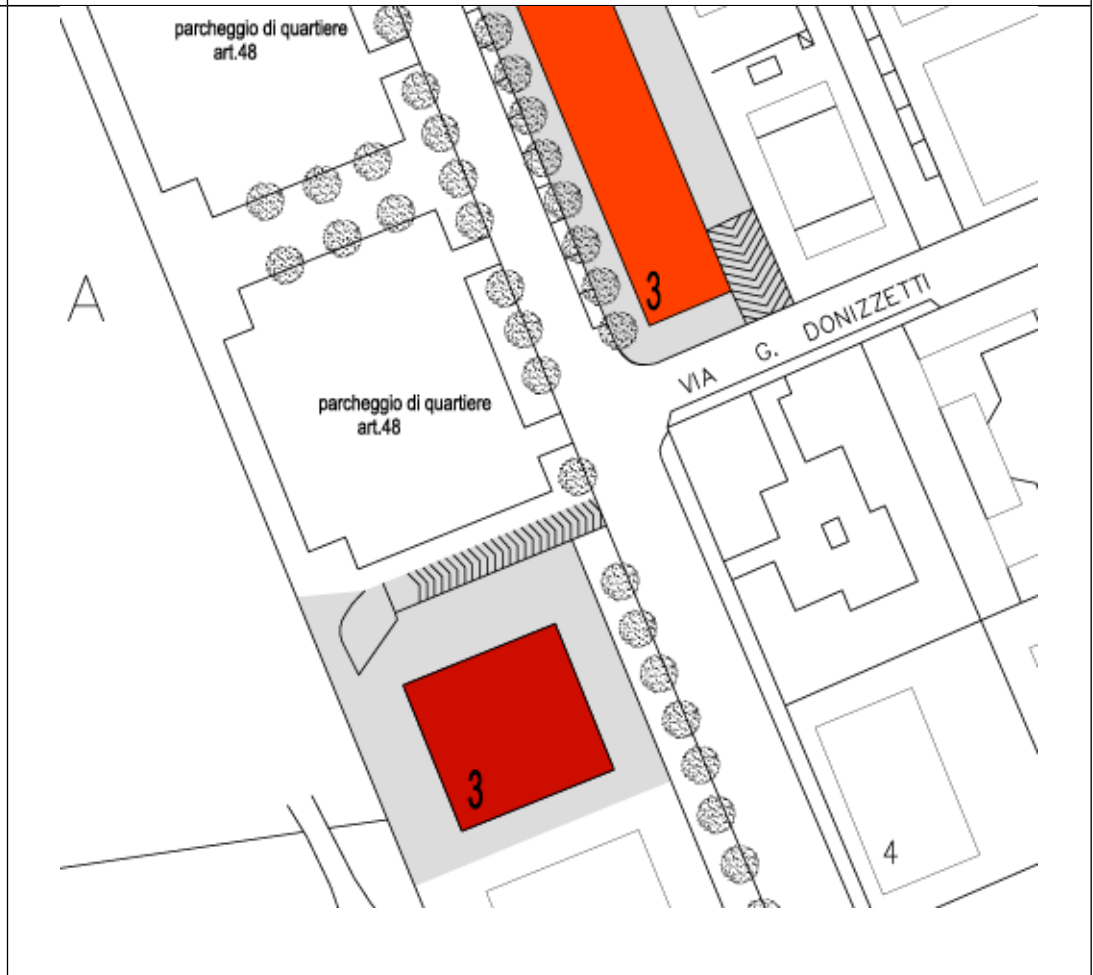 parcheggio di quartiere
art.48
A
3
VIA G. DONIZZETTI
parcheggio di quartiere
art.48
3
4